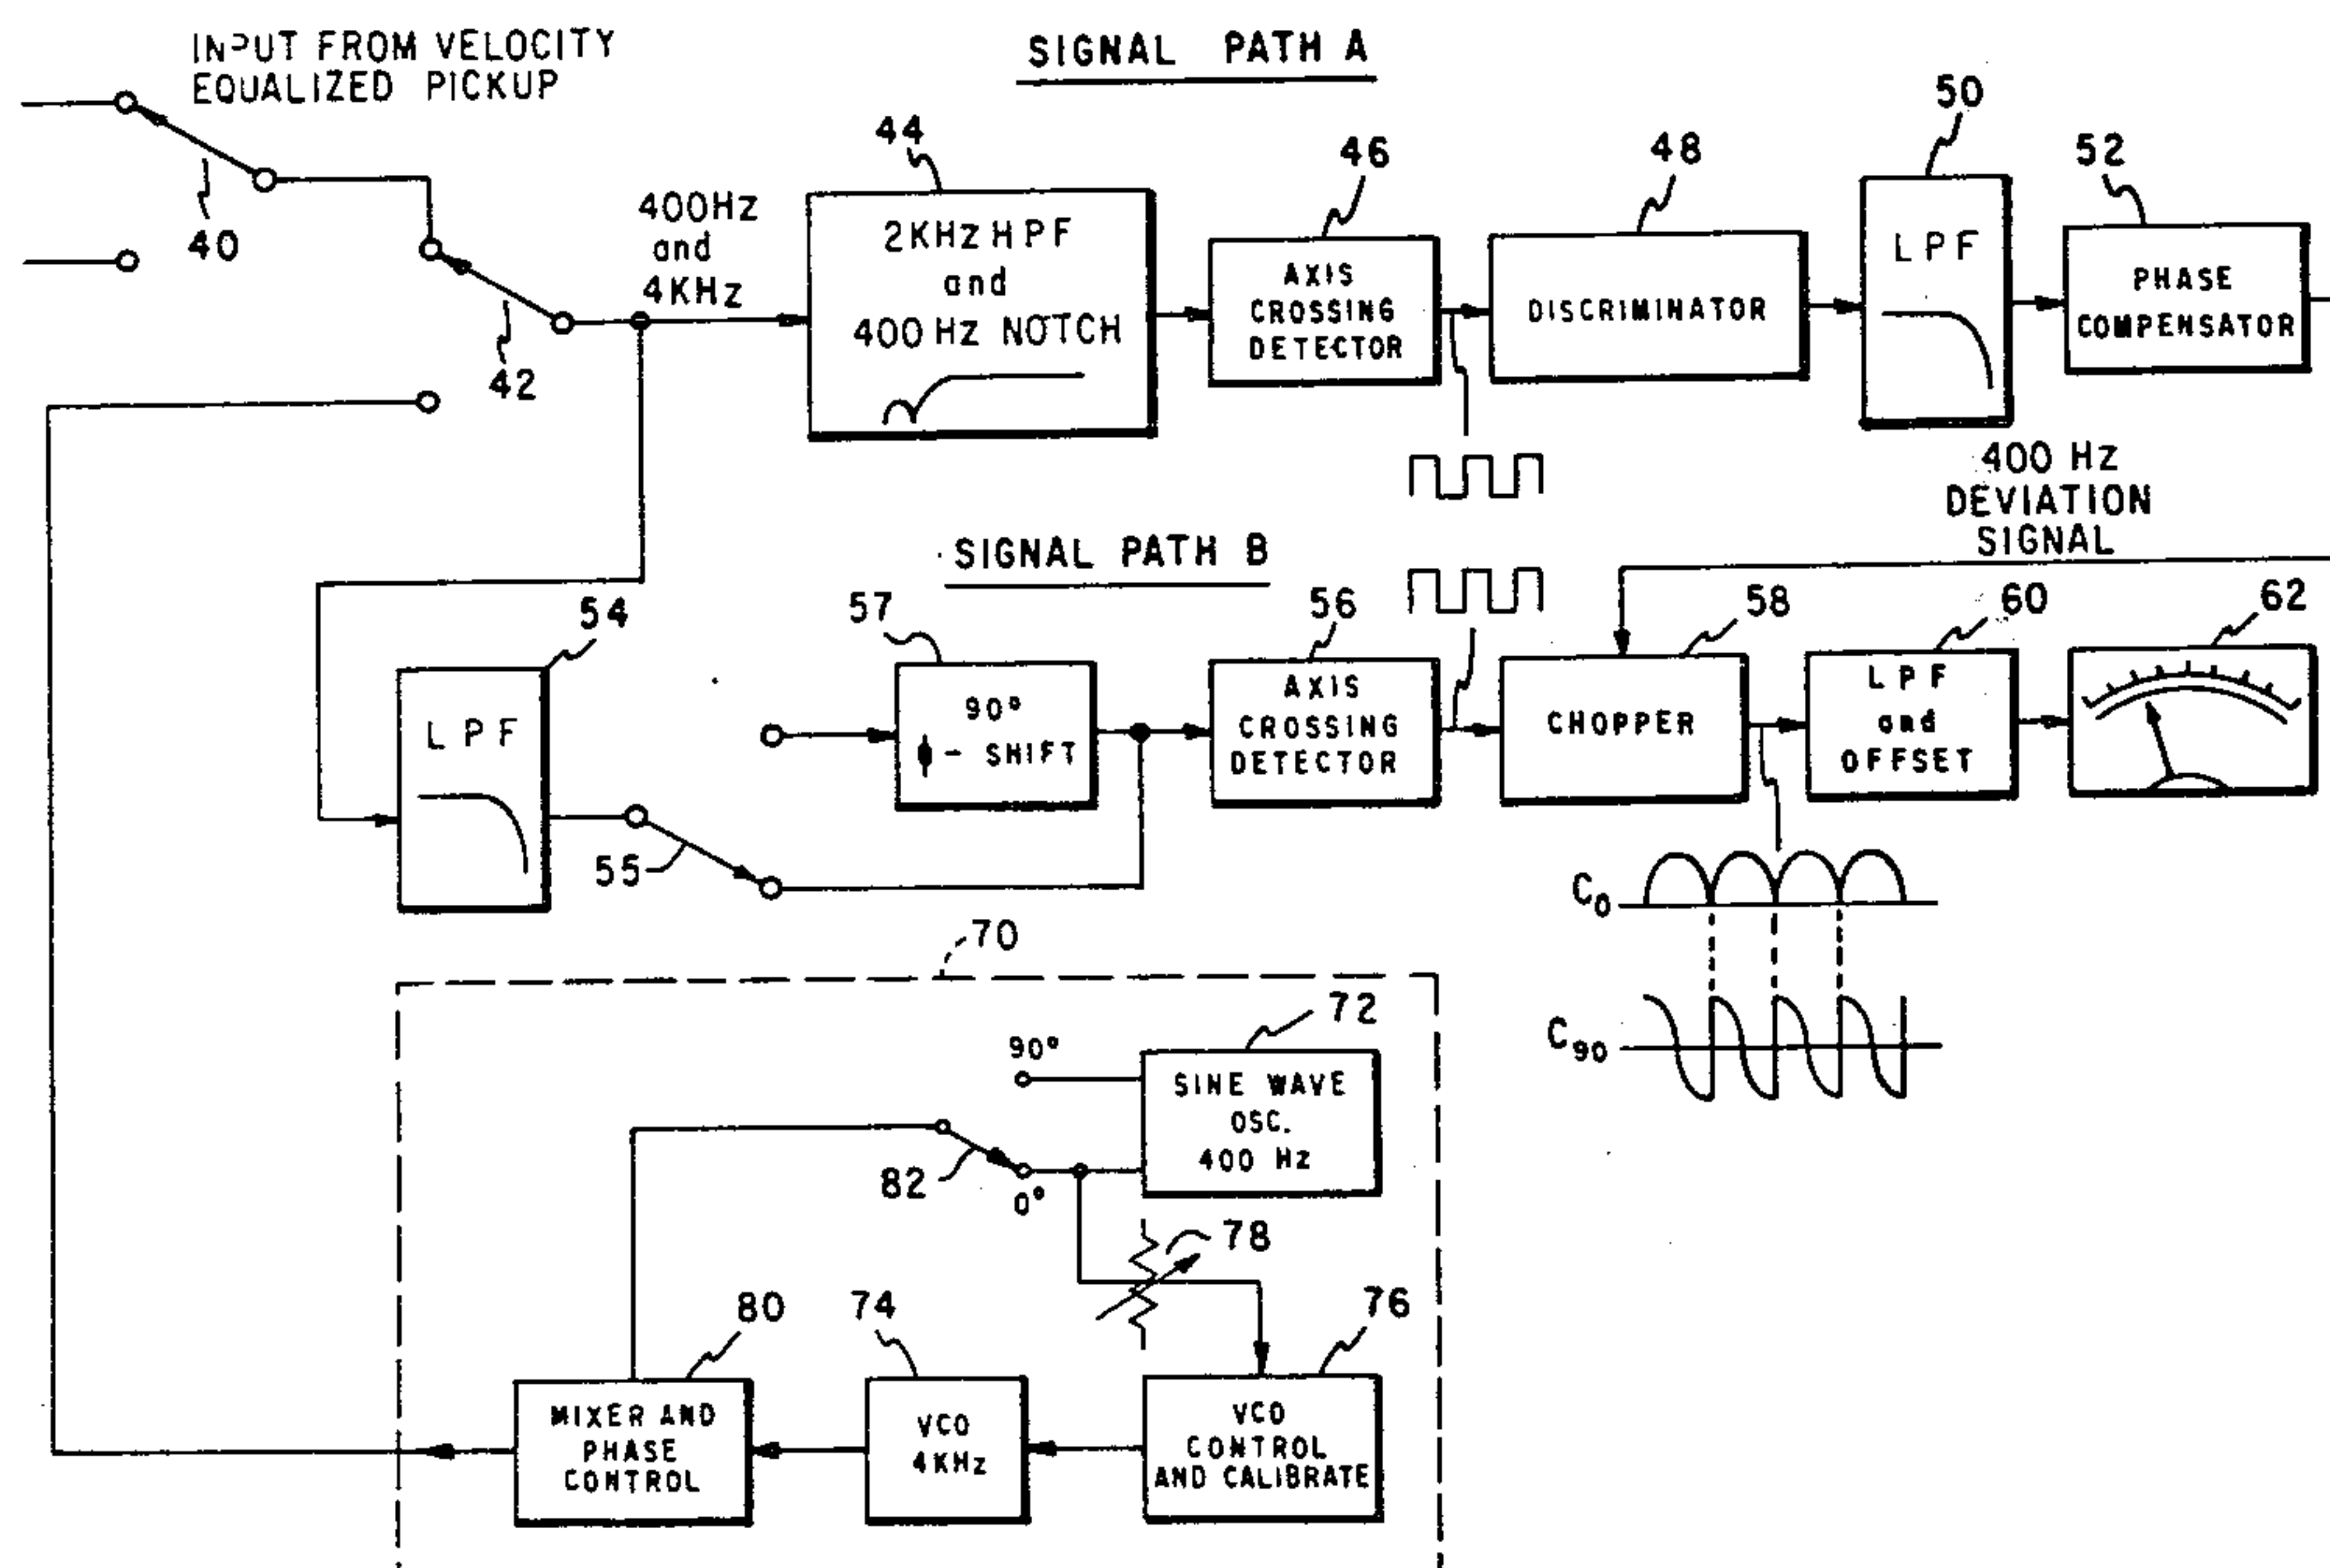 INPUT FROM VELOCITY
EQUALIZED PICKUP
SIGNAL PATH A
40
42
400Hz
and
4KHz
44
2KHz HPF
and
400 Hz NOTCH
46
AXIS
CROSSING
DETECTOR
48
DISCRIMINATOR
50
LPF
52
PHASE
COMPENSATOR
400 Hz
DEVIATION
SIGNAL
SIGNAL PATH B
54
LPF
55
57
90°
ϕ - SHIFT
56
AXIS
CROSSING
DETECTOR
58
CHOPPER
60
LPF
and
OFFSET
62
C0
C90
70
72
90°
SINE WAVE
OSC.
400 Hz
82
0°
78
80
MIXER AND
PHASE
CONTROL
74
VCO
4KHz
76
VCO
CONTROL
AND CALIBRATE